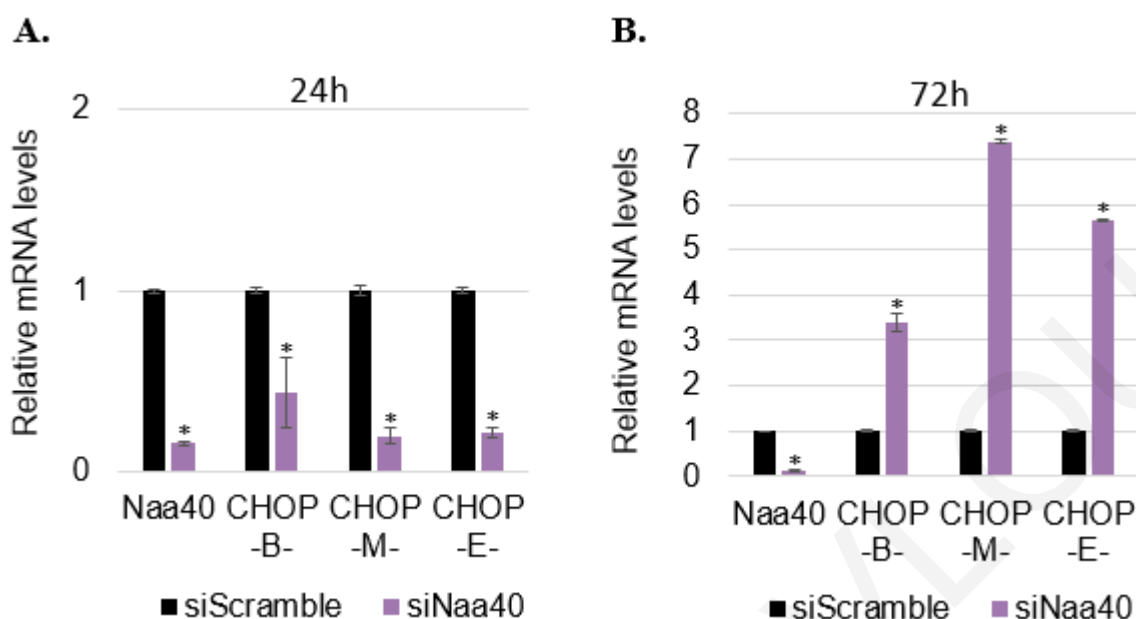 A.
24h
Relative mRNA levels
2
1
0
*
*
*
*
Naa40 CHOP CHOP CHOP
-B- -M- -E-
siScramble siNaa40
B.
72h
Relative mRNA levels
8
7
6
5
4
3
2
1
0
*
*
*
*
Naa40 CHOP CHOP CHOP
-B- -M- -E-
siScramble siNaa40